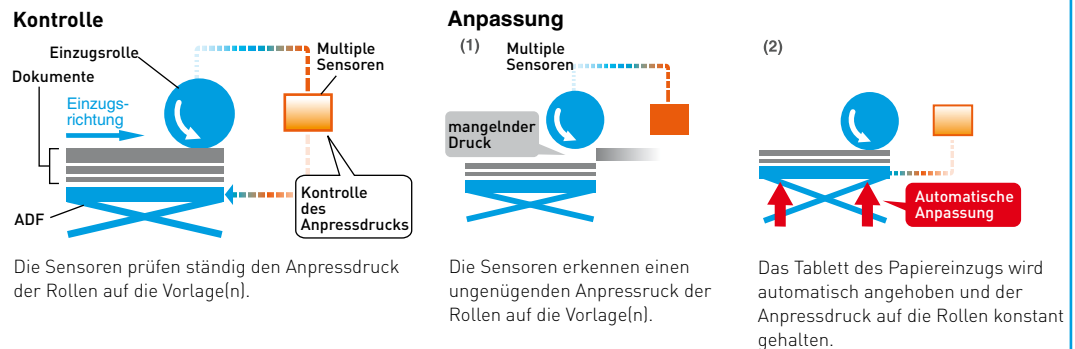 Kontrolle
Einzugsrolle
Multiple
Sensoren
Dokumente
Einzugs-
richtung
ADF
Kontrolle
des
Anpressdrucks
Die Sensoren prüfen ständig den Anpressdruck
der Rollen auf die Vorlage(n).
Anpassung
(1)
Multiple
Sensoren
mangelnder
Druck
Die Sensoren erkennen einen
ungenügenden Anpressruck der
Rollen auf die Vorlage(n).
(2)
Automatische
Anpassung
Das Tablett des Papiereinzugs wird
automatisch angehoben und der
Anpressdruck auf die Rollen konstant
gehalten.